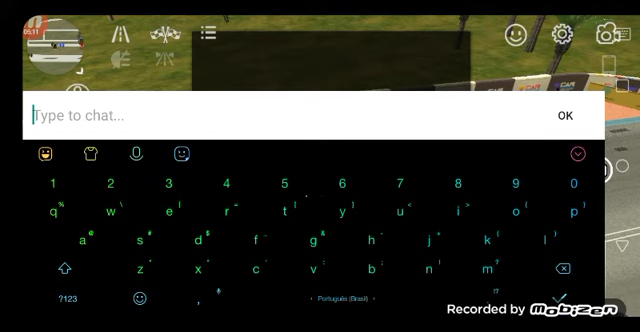 05:11
Type to chat...
OK
1 2 3 4 5 6 7 8 9 0
q% w\ e| r= t[ y] u< i> o{ p}
a@ s# d$ f- g& h- j+ k( l)
z* x" c' v: b; n! m?
?123 , Português (Brasil) !?
Recorded by Mobizen